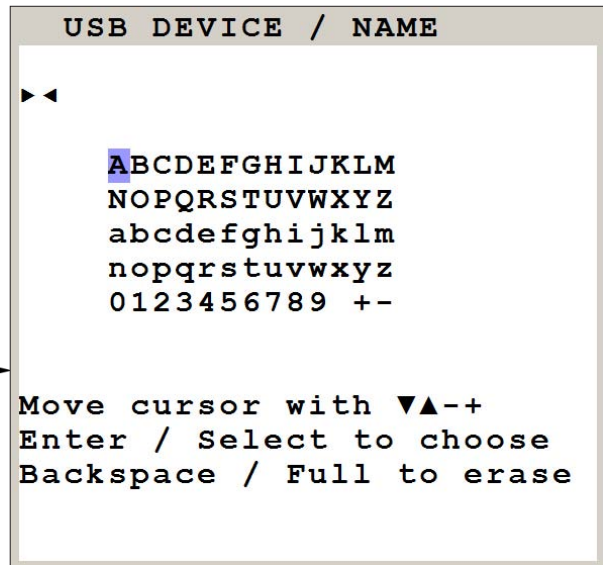 USB DEVICE / NAME
►◄
ABCDEFGHIJKLM
NOPQRSTUVWXYZ
abcdefghijklm
nopqrstuvwxyz
0123456789 +-
Move cursor with ▼▲-+
Enter / Select to choose
Backspace / Full to erase